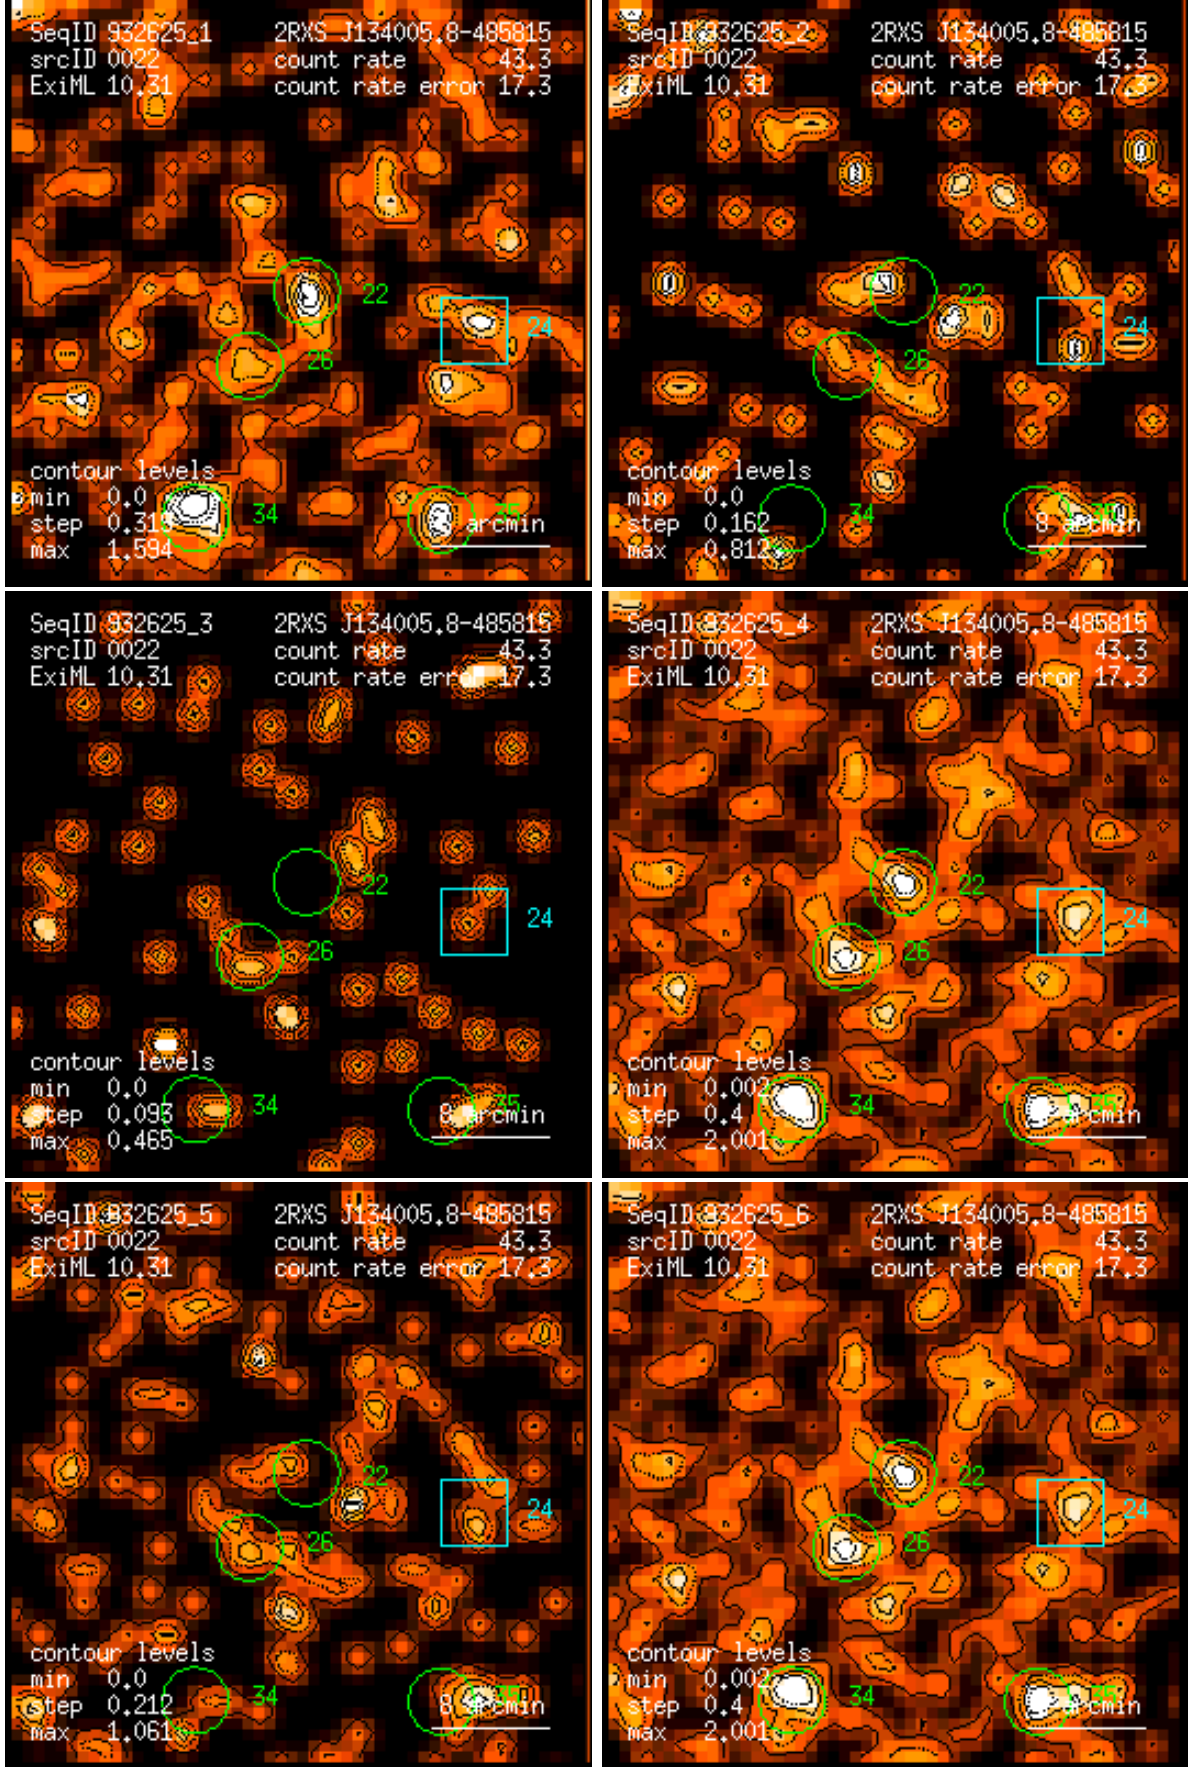 SeqID 932625_1 2RXS J134005.8-485815
srcID 0022 count rate 43.3
ExiML 10.31 count rate error 17.3
22
24
26
contour levels
min 0.0
step 0.319
max 1.594
34
35
8 arcmin
SeqID 932625_2 2RXS J134005.8-485815
srcID 0022 count rate 43.3
ExiML 10.31 count rate error 17.3
22
24
26
contour levels
min 0.0
step 0.162
max 0.812
34
35
8 arcmin
SeqID 932625_3 2RXS J134005.8-485815
srcID 0022 count rate 43.3
ExiML 10.31 count rate error 17.3
22
24
26
contour levels
min 0.0
step 0.093
max 0.465
34
35
8 arcmin
SeqID 932625_4 2RXS J134005.8-485815
srcID 0022 count rate 43.3
ExiML 10.31 count rate error 17.3
22
24
26
contour levels
min 0.002
step 0.4
max 2.001
34
35
8 arcmin
SeqID 932625_5 2RXS J134005.8-485815
srcID 0022 count rate 43.3
ExiML 10.31 count rate error 17.3
22
24
26
contour levels
min 0.0
step 0.212
max 1.061
34
35
8 arcmin
SeqID 932625_6 2RXS J134005.8-485815
srcID 0022 count rate 43.3
ExiML 10.31 count rate error 17.3
22
24
26
contour levels
min 0.002
step 0.4
max 2.001
34
35
8 arcmin